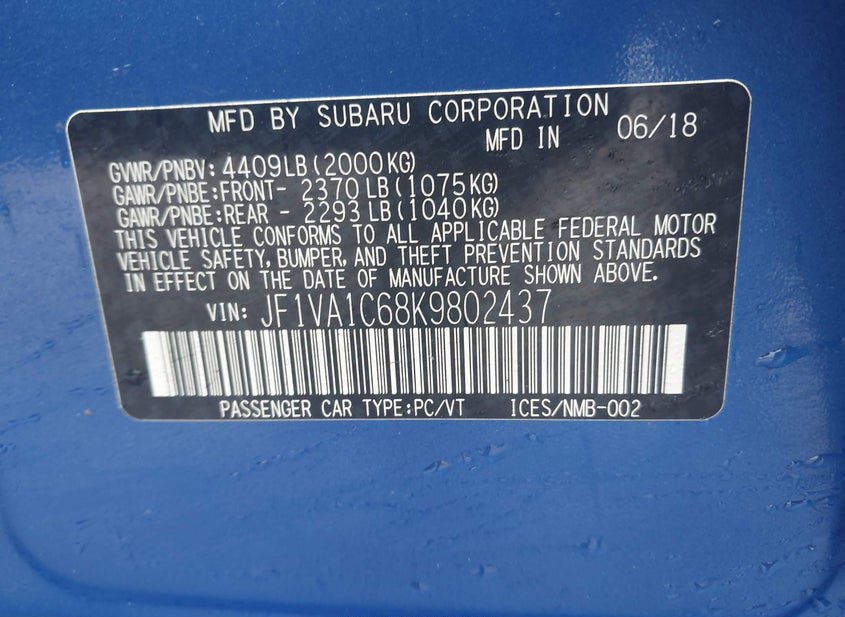 MFD BY SUBARU CORPORATION
MFD IN 06/18
GVWR/PNBV: 4409LB(2000KG)
GAWR/PNBE:FRONT- 2370LB(1075KG)
GAWR/PNBE:REAR - 2293LB(1040KG)
THIS VEHICLE CONFORMS TO ALL APPLICABLE FEDERAL MOTOR
VEHICLE SAFETY, BUMPER, AND THEFT PREVENTION STANDARDS
IN EFFECT ON THE DATE OF MANUFACTURE SHOWN ABOVE.
VIN: JF1VA1C68K9802437
PASSENGER CAR TYPE:PC/VT ICES/NMB-002